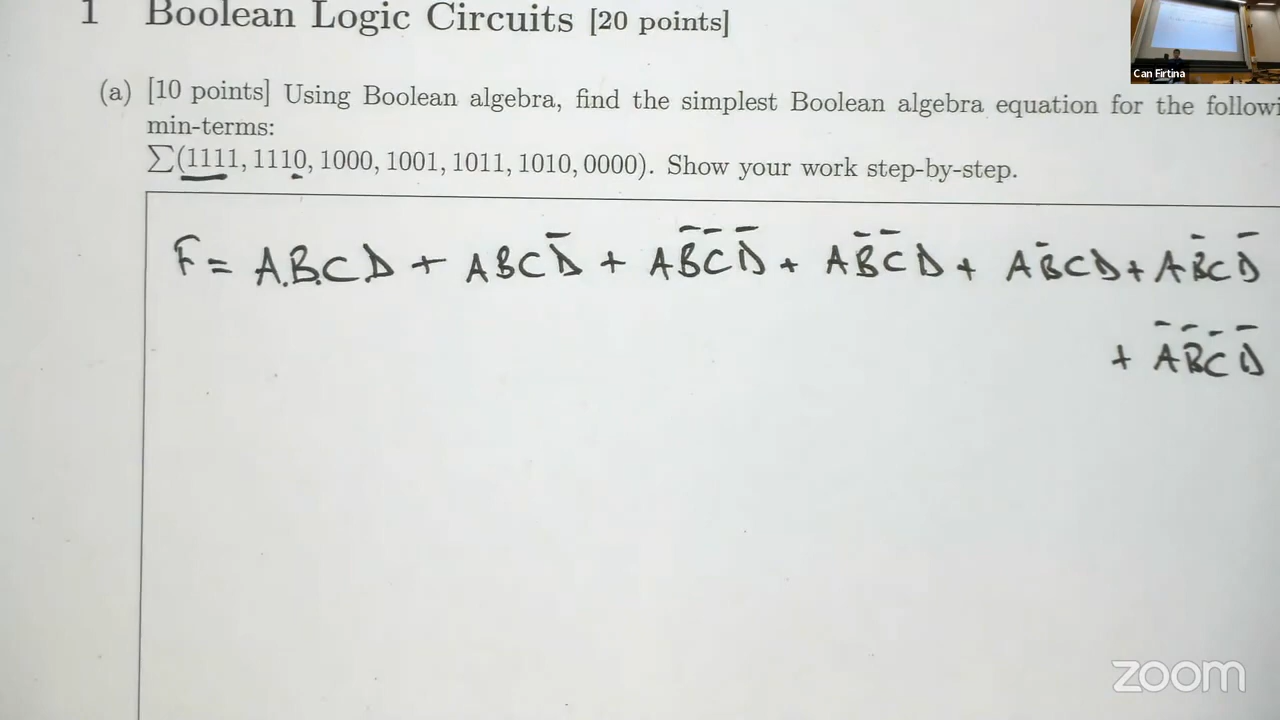 1 Boolean Logic Circuits [20 points]
Can Firtina
(a) [10 points] Using Boolean algebra, find the simplest Boolean algebra equation for the followi
min-terms:
∑(1111, 1110, 1000, 1001, 1011, 1010, 0000). Show your work step-by-step.
F = A.B.C.D + ABCD̅ + AB̅C̅D̅ + AB̅C̅D + AB̅CD + AB̅CD̅
+ A̅B̅C̅D̅
zoom